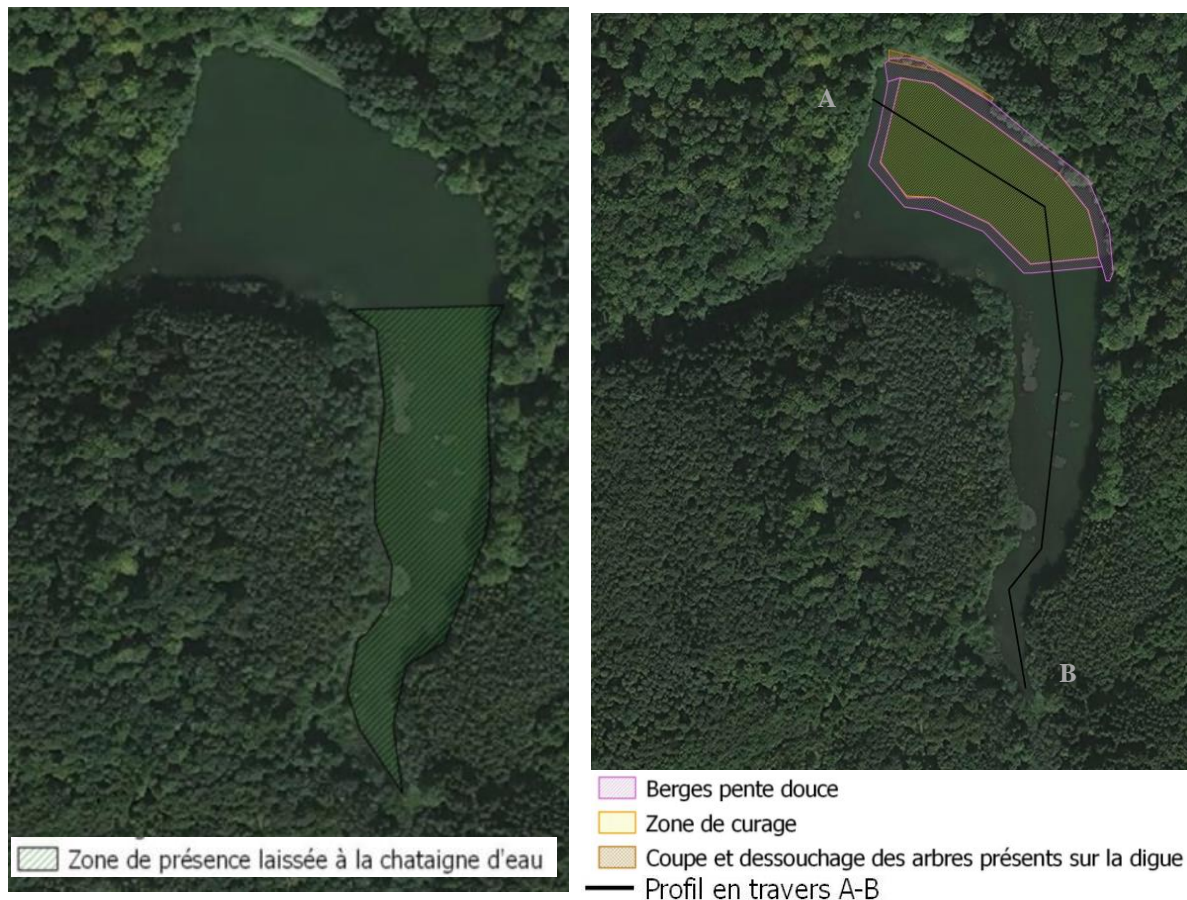 A
B
Zone de présence laissée à la chataigne d'eau
Berges pente douce
Zone de curage
Coupe et dessouchage des arbres présents sur la digue
Profil en travers A-B